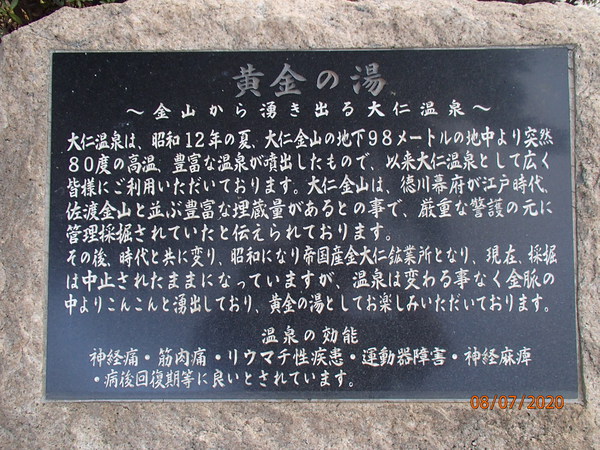 黄金の湯
～金山から湧き出る大仁温泉～
大仁温泉は、昭和12年の夏、大仁金山の地下98メートルの地中より突然
80度の高温、豊富な温泉が噴出したもので、以来大仁温泉として広く
皆様にご利用いただいております。大仁金山は、徳川幕府が江戸時代、
佐渡金山と並ぶ豊富な埋蔵量があるとの事で、厳重な警護の元に
管理採掘されていたと伝えられております。
その後、時代と共に変り、昭和になり帝国産金大仁鉱業所となり、現在、採掘
は中止されたままになっていますが、温泉は変わる事なく金脈の
中よりこんこんと湧出しており、黄金の湯としてお楽しみいただいております。
温泉の効能
神経痛・筋肉痛・リウマチ性疾患・運動器障害・神経麻痺
・病後回復期等に良いとされています。
08/07/2020